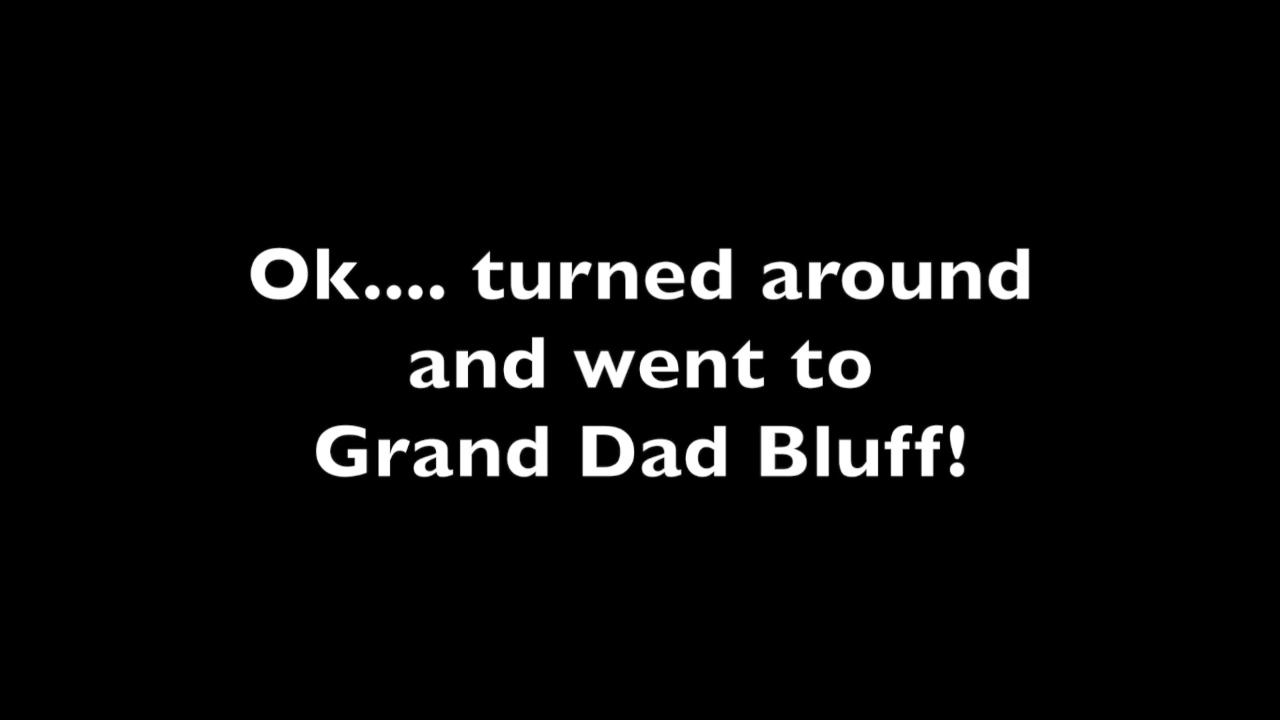 Ok.... turned around
and went to
Grand Dad Bluff!